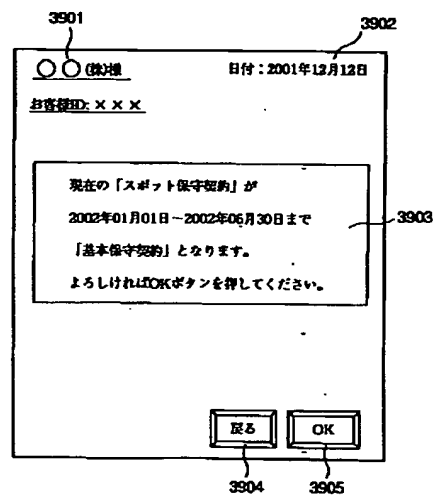 3901
3902
○○(株)様
日付：2001年12月12日
お客様ID: ×××
現在の「スポット保守契約」が
2002年01月01日～2002年06月30日まで
「基本保守契約」となります。
よろしければOKボタンを押してください。
3903
戻る
OK
3904
3905